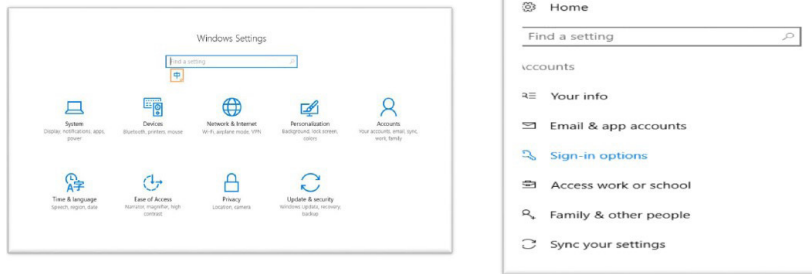 Windows Settings
Find a setting
中
System
Display, notifications, apps,
power
Devices
Bluetooth, printers, mouse
Network & Internet
Wi-Fi, airplane mode, VPN
Personalization
Background, lock screen,
colors
Accounts
Your accounts, email, sync,
work, family
Time & language
Speech, region, date
Ease of Access
Narrator, magnifier, high
contrast
Privacy
Location, camera
Update & security
Windows Update, recovery,
backup
Home
Find a setting
Accounts
Your info
Email & app accounts
Sign-in options
Access work or school
Family & other people
Sync your settings